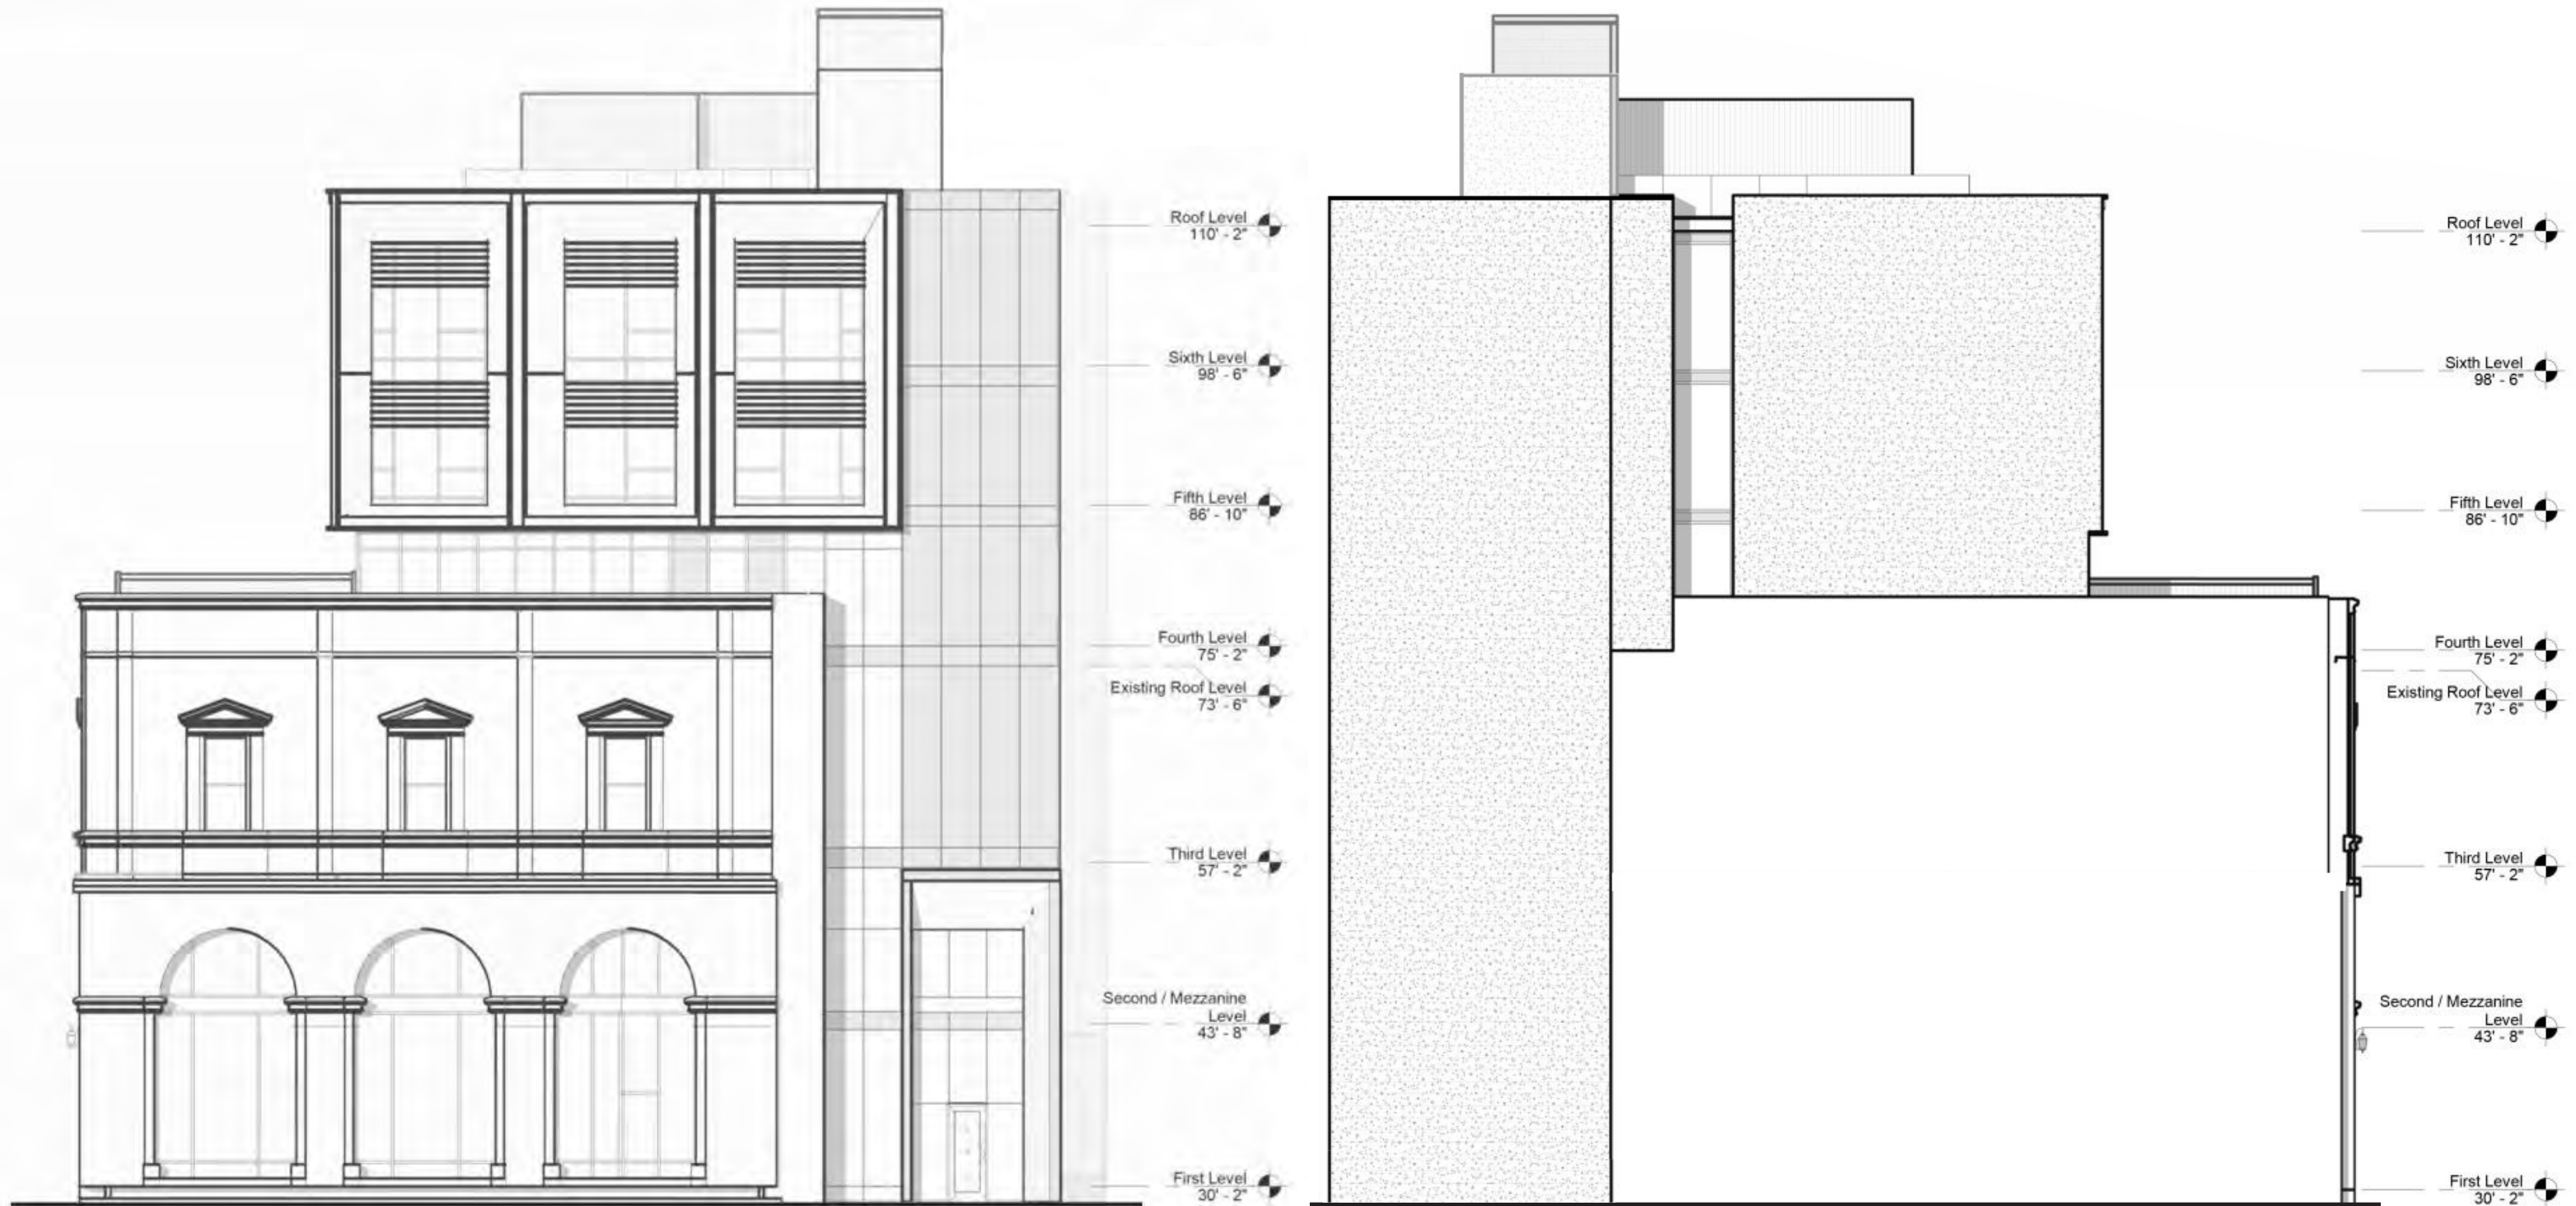 Roof Level
110' - 2"
Sixth Level
98' - 6"
Fifth Level
86' - 10"
Fourth Level
75' - 2"
Existing Roof Level
73' - 6"
Third Level
57' - 2"
Second / Mezzanine
Level
43' - 8"
First Level
30' - 2"
Roof Level
110' - 2"
Sixth Level
98' - 6"
Fifth Level
86' - 10"
Fourth Level
75' - 2"
Existing Roof Level
73' - 6"
Third Level
57' - 2"
Second / Mezzanine
Level
43' - 8"
First Level
30' - 2"